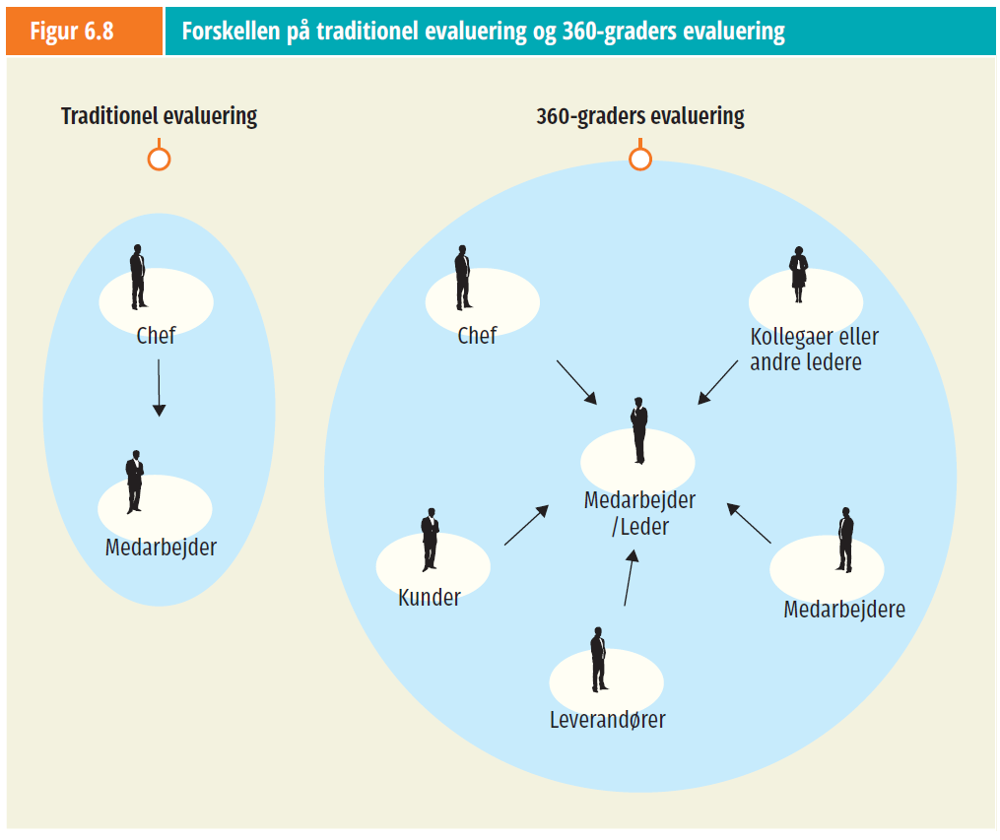 Figur 6.8
Forskellen på traditionel evaluering og 360-graders evaluering
Traditionel evaluering
Chef
Medarbejder
360-graders evaluering
Chef
Kollegaer eller
andre ledere
Medarbejder
/Leder
Kunder
Medarbejdere
Leverandører